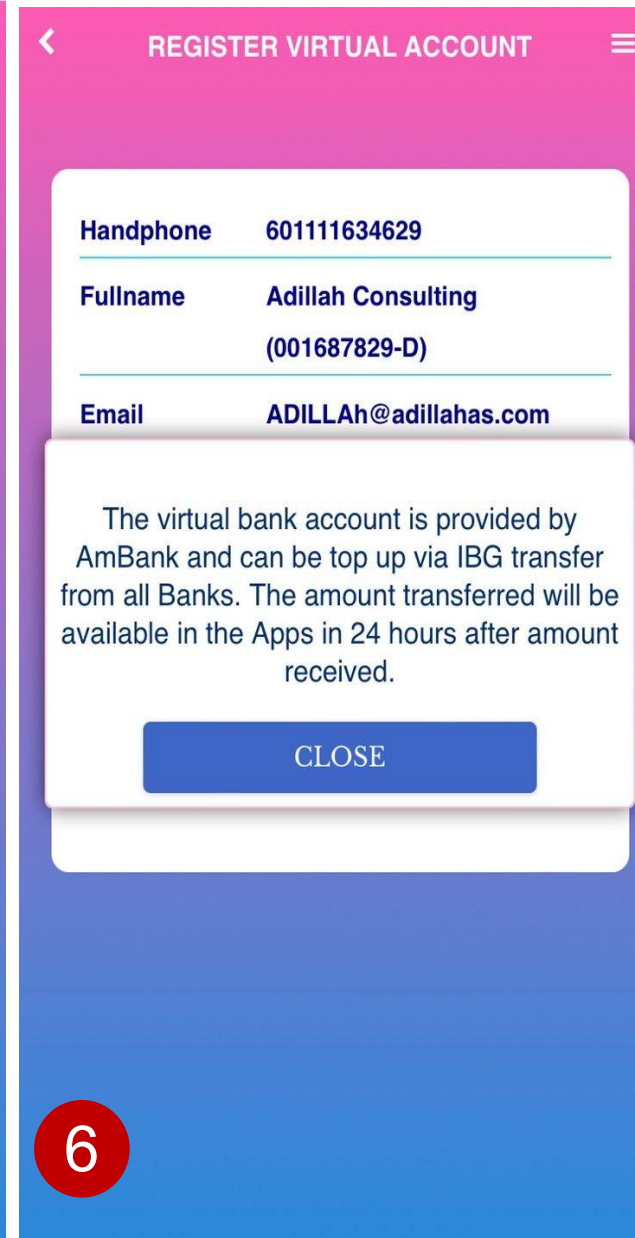 REGISTER VIRTUAL ACCOUNT
Handphone 601111634629
Fullname Adillah Consulting
(001687829-D)
Email ADILLAh@adillahas.com
The virtual bank account is provided by
AmBank and can be top up via IBG transfer
from all Banks. The amount transferred will be
available in the Apps in 24 hours after amount
received.
CLOSE
6